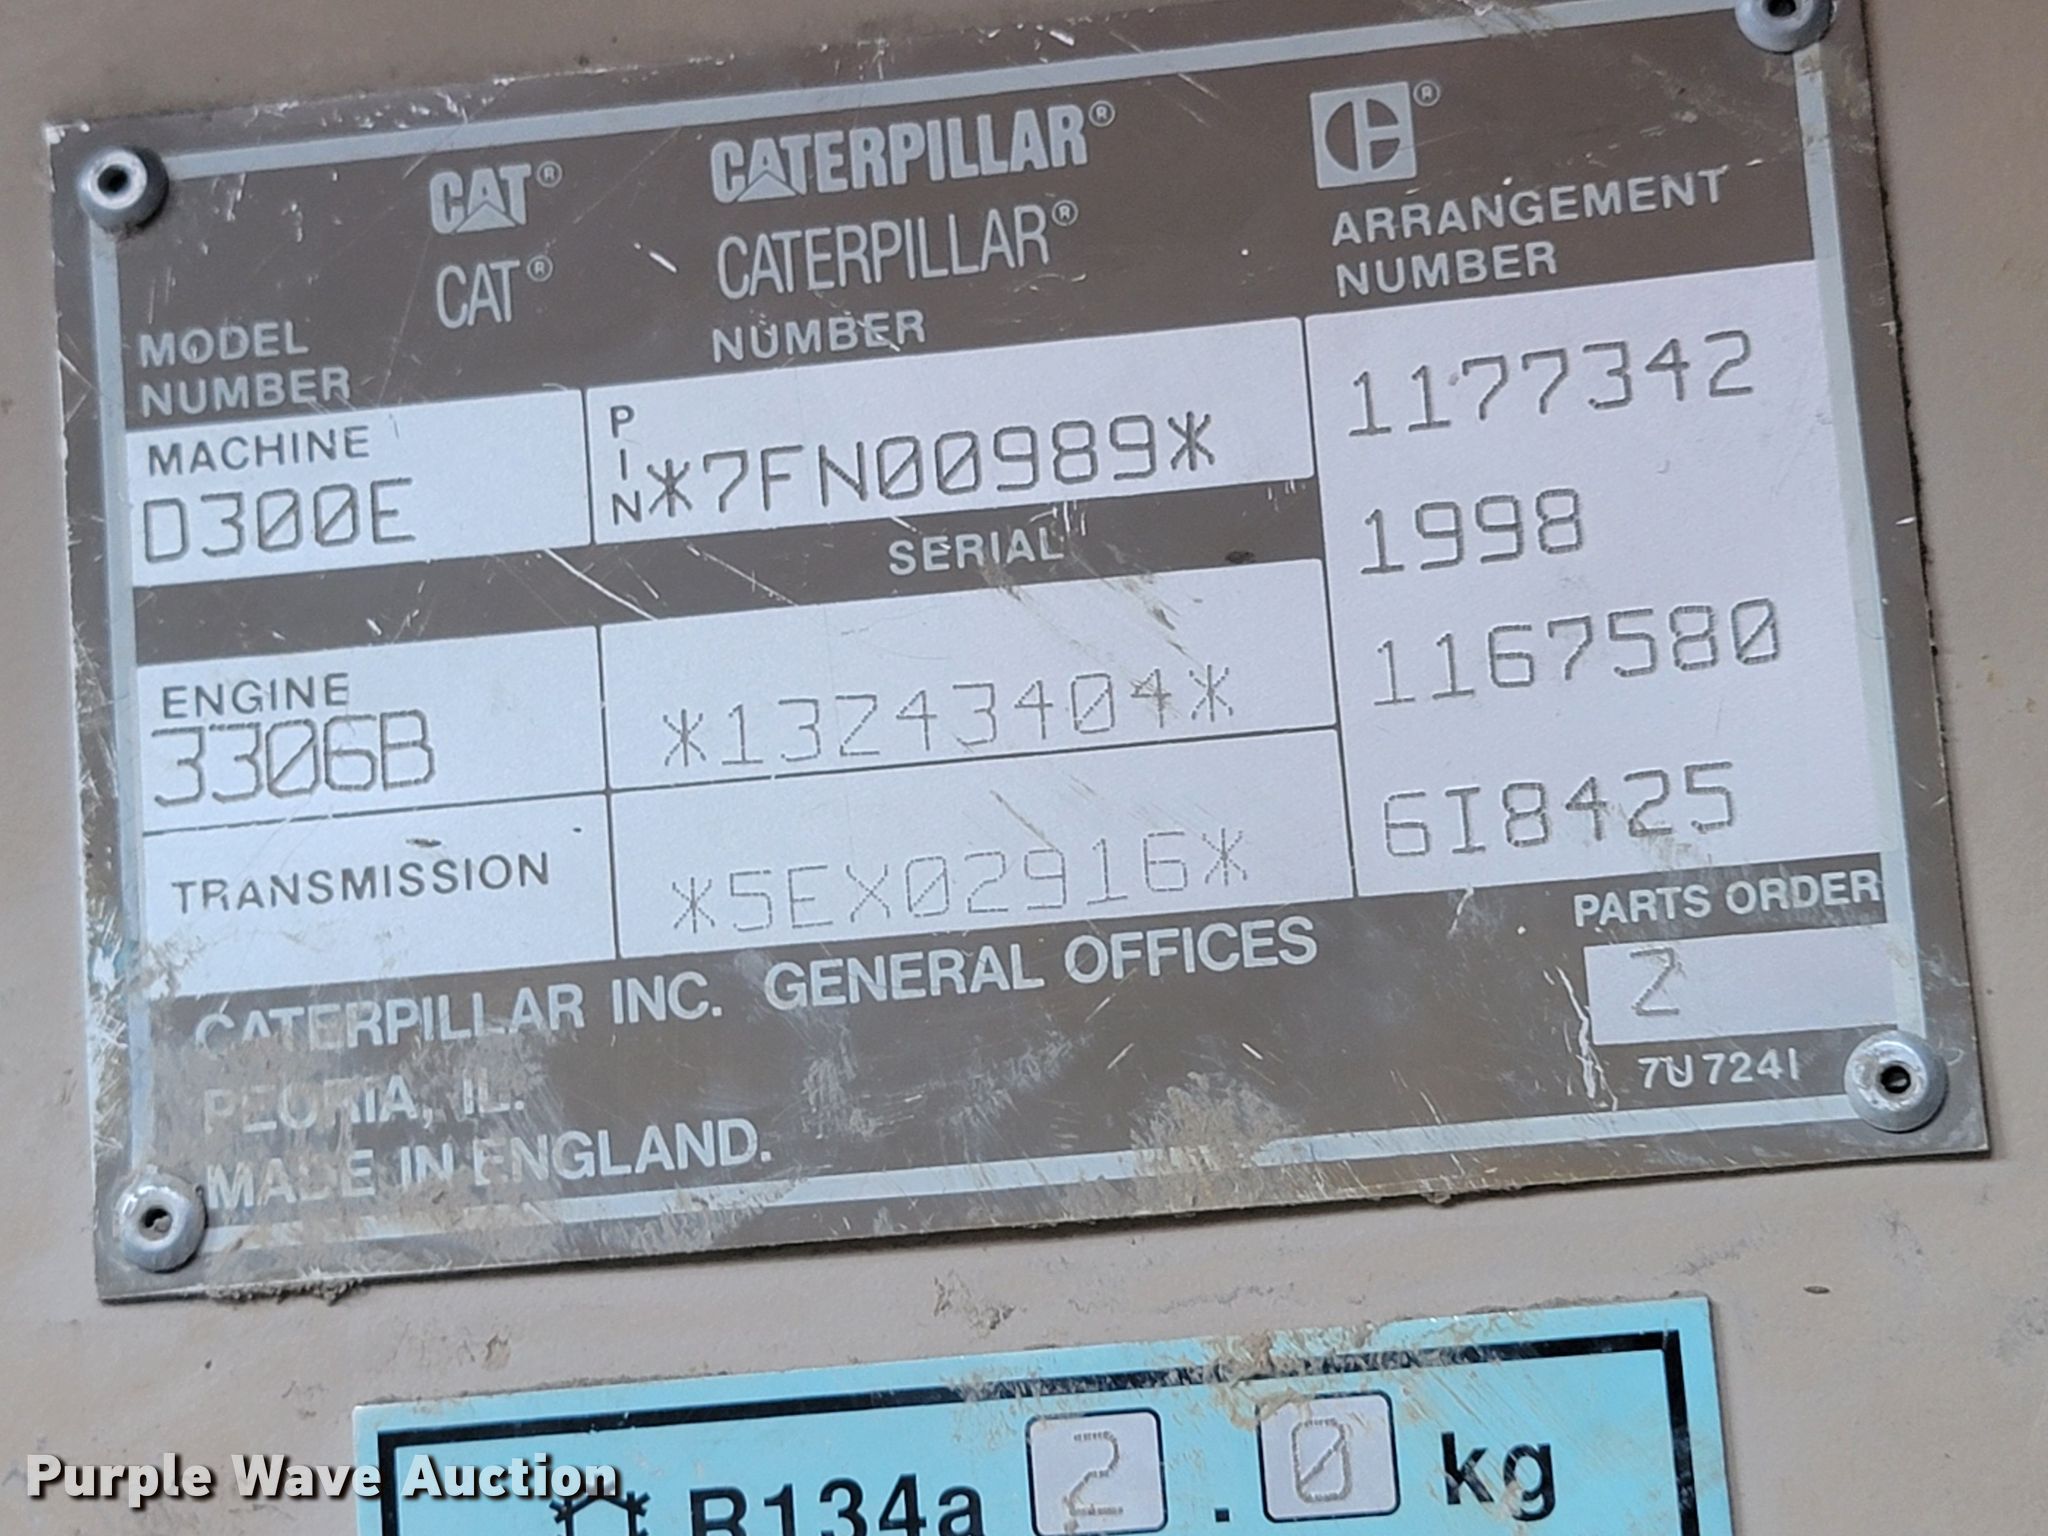 CAT® CATERPILLAR® ®
CAT® CATERPILLAR®
MODEL NUMBER
NUMBER
ARRANGEMENT NUMBER
MACHINE
D300E
PIN
*7FN00989*
1177342
SERIAL
1998
ENGINE
3306B
*13Z43404*
1167580
TRANSMISSION
*5EX02916*
6I8425
PARTS ORDER
Z
7U7241
CATERPILLAR INC. GENERAL OFFICES
PEORIA, IL.
MADE IN ENGLAND.
R134a 2.0 kg
Purple Wave Auction